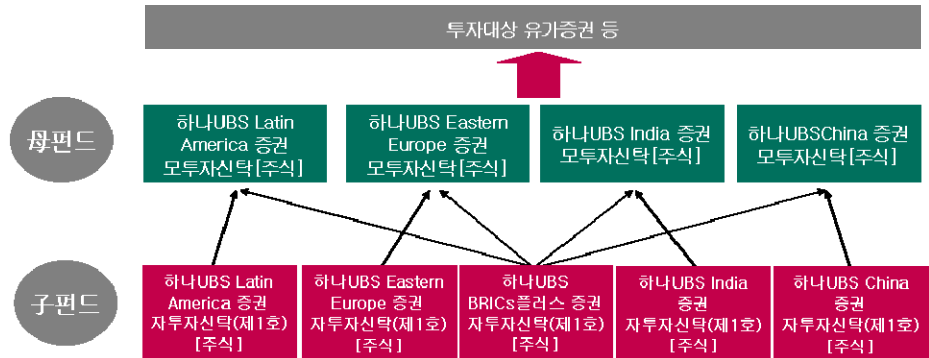 투자대상 유가증권 등
母펀드
하나UBS Latin
America 증권
모투자신탁[주식]
하나UBS Eastern
Europe 증권
모투자신탁[주식]
하나UBS India 증권
모투자신탁[주식]
하나UBSChina 증권
모투자신탁[주식]
子펀드
하나UBS Latin
America 증권
자투자신탁(제1호)
[주식]
하나UBS Eastern
Europe 증권
자투자신탁(제1호)
[주식]
하나UBS
BRICs플러스 증권
자투자신탁(제1호)
[주식]
하나UBS India
증권
자투자신탁(제1호)
[주식]
하나UBS China
증권
자투자신탁(제1호)
[주식]